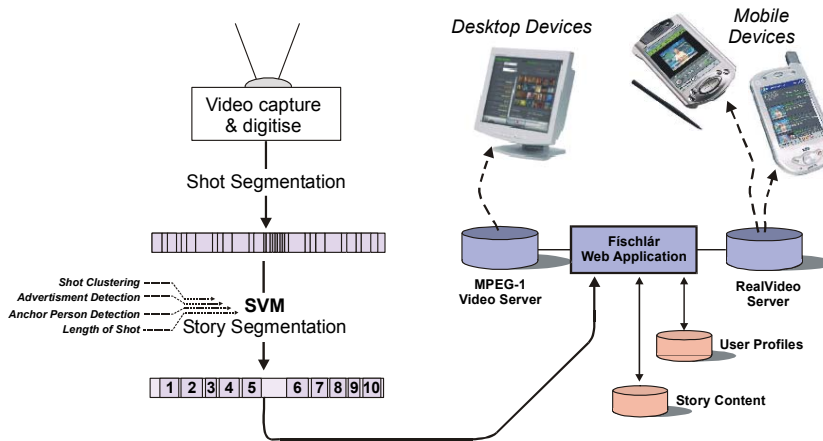 Video capture
& digitise
Shot Segmentation
Shot Clustering
Advertisment Detection
Anchor Person Detection
Length of Shot
SVM
Story Segmentation
1 2 3 4 5 6 7 8 9 10
Desktop Devices
Mobile
Devices
MPEG-1
Video Server
Físchlár
Web Application
RealVideo
Server
User Profiles
Story Content